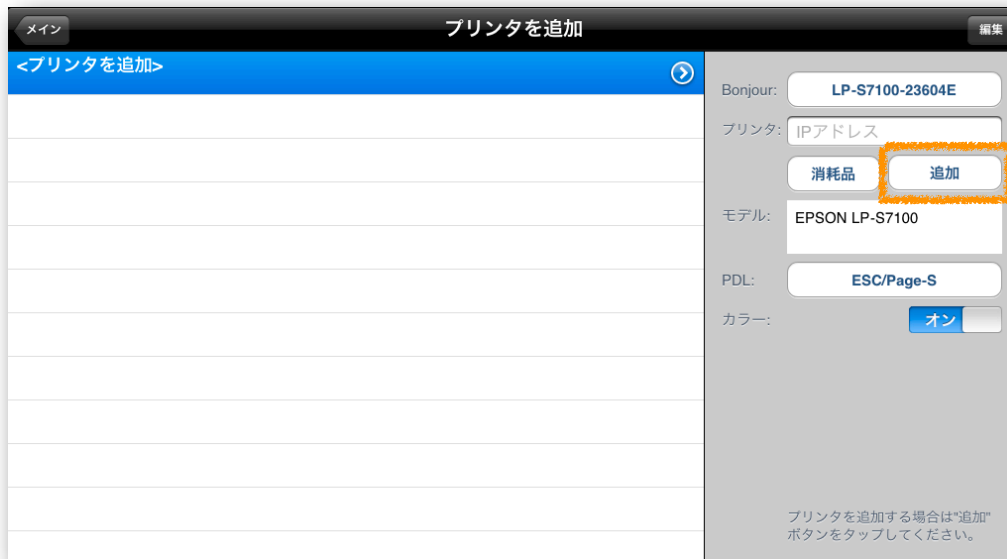 メイン
プリンタを追加
編集
<プリンタを追加>
Bonjour:
LP-S7100-23604E
プリンタ:
IPアドレス
消耗品
追加
モデル:
EPSON LP-S7100
PDL:
ESC/Page-S
カラー:
オン
プリンタを追加する場合は"追加"
ボタンをタップしてください。